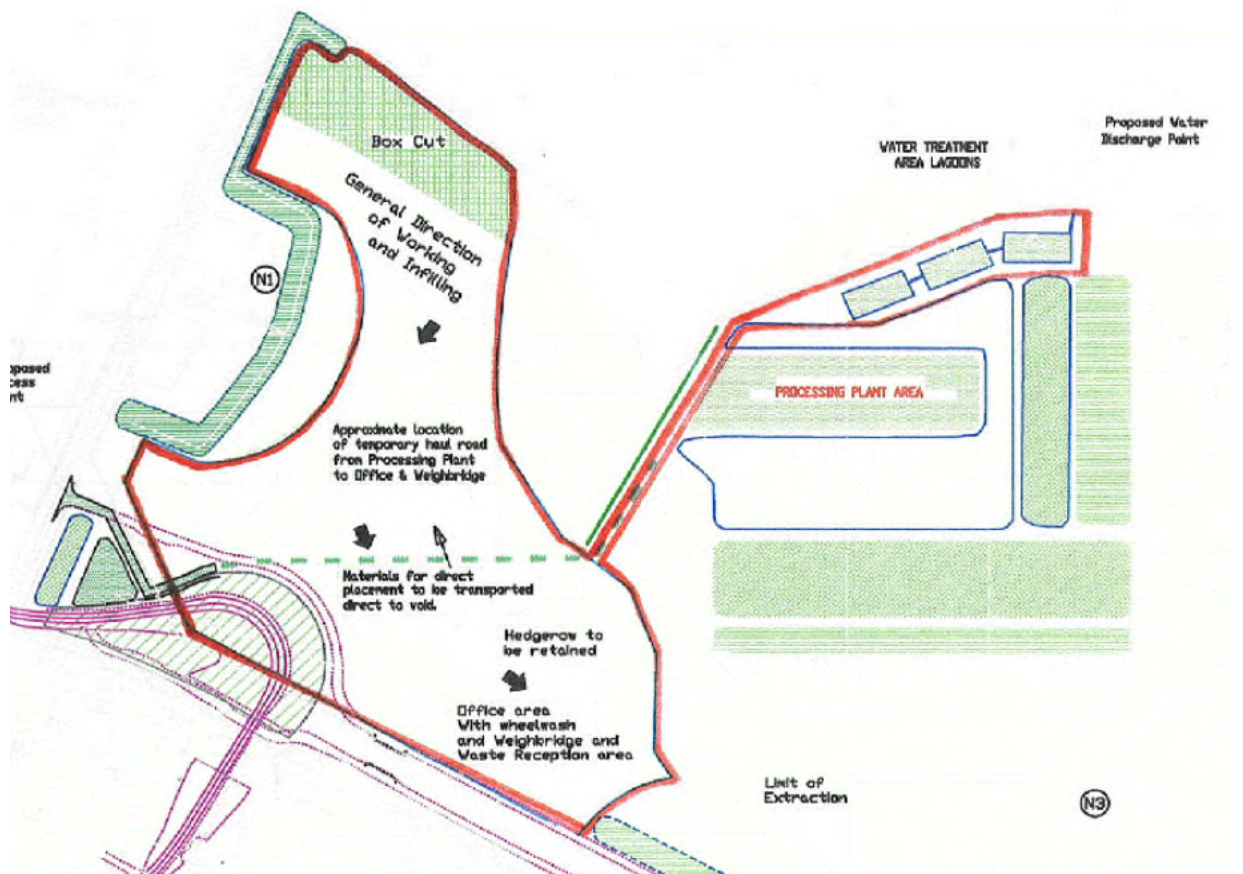 Box Cut
General Direction
of Working
and Infilling
WATER TREATMENT
AREA LAGOONS
Proposed Water
Discharge Point
N1
oposed
cess
nt
PROCESSING PLANT AREA
Approximate location
of temporary haul road
from Processing Plant
to Office & Weighbridge
Materials for direct
placement to be transported
direct to void.
Hedgerow to
be retained
Office area
With wheelwash
and Weighbridge and
Waste Reception area
Limit of
Extraction
N3